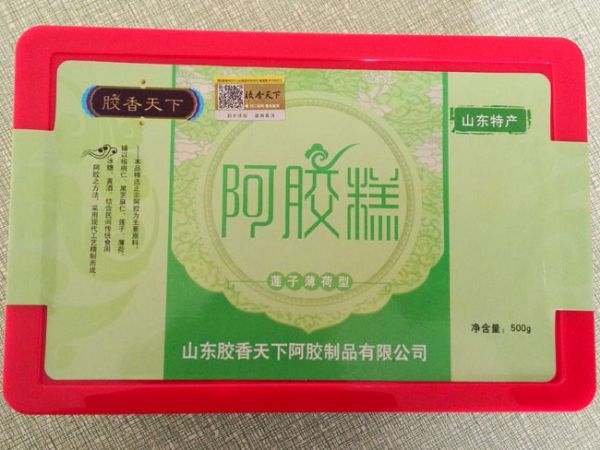 胶香天下
胶香天下
山东特产
阿胶糕
莲子薄荷型
本品精选正宗阿胶为主要原料，
辅以核桃仁、黑芝麻仁、莲子、薄荷、
冰糖、黄酒，结合民间传统食用
阿胶之方法，采用现代工艺精制而成。
净含量：500g
山东胶香天下阿胶制品有限公司